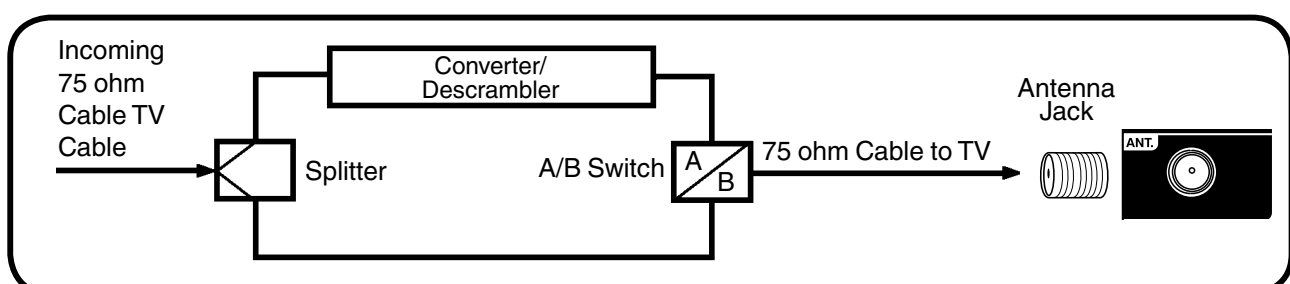 Incoming
75 ohm
Cable TV
Cable
Converter/
Descrambler
Splitter
A/B Switch
A
B
75 ohm Cable to TV
Antenna
Jack
ANT.